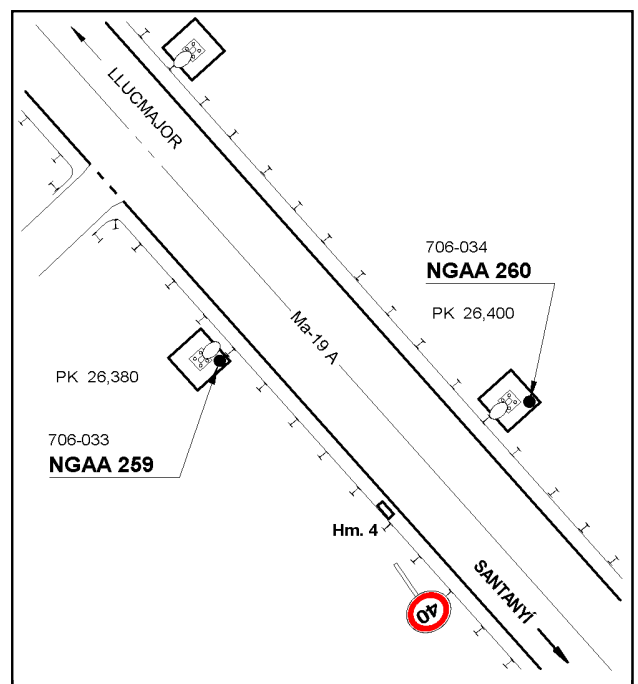 LLUCMAJOR
706-034
NGAA 260
PK 26,400
Ma-19 A
PK 26,380
706-033
NGAA 259
Hm. 4
SANTANYÍ
40